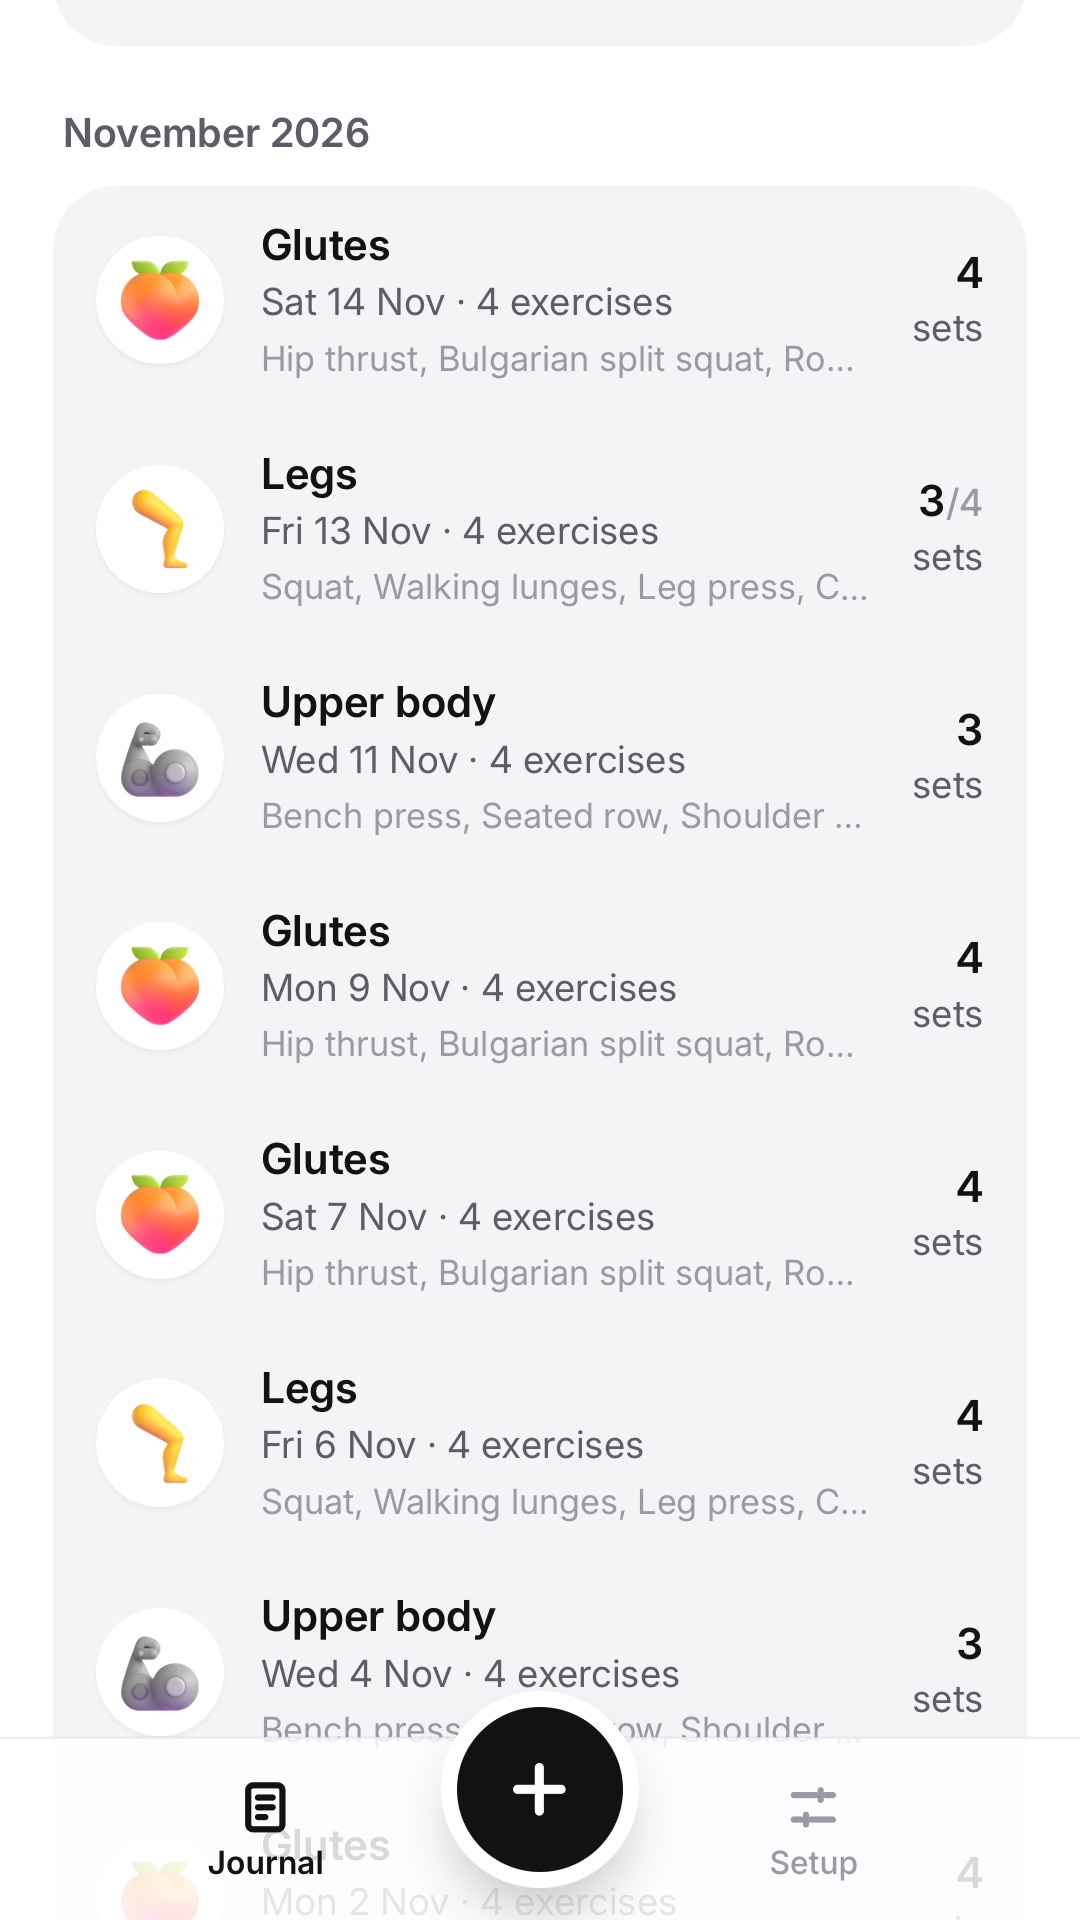 November 2026
Glutes
Sat 14 Nov · 4 exercises
Hip thrust, Bulgarian split squat, Ro...
4
sets
Legs
Fri 13 Nov · 4 exercises
Squat, Walking lunges, Leg press, C...
3/4
sets
Upper body
Wed 11 Nov · 4 exercises
Bench press, Seated row, Shoulder ...
3
sets
Glutes
Mon 9 Nov · 4 exercises
Hip thrust, Bulgarian split squat, Ro...
4
sets
Glutes
Sat 7 Nov · 4 exercises
Hip thrust, Bulgarian split squat, Ro...
4
sets
Legs
Fri 6 Nov · 4 exercises
Squat, Walking lunges, Leg press, C...
4
sets
Upper body
Wed 4 Nov · 4 exercises
Bench press, Shoulder ...
3
sets
Glutes
Mon 2 Nov · 4 exercises
4
Journal
Setup